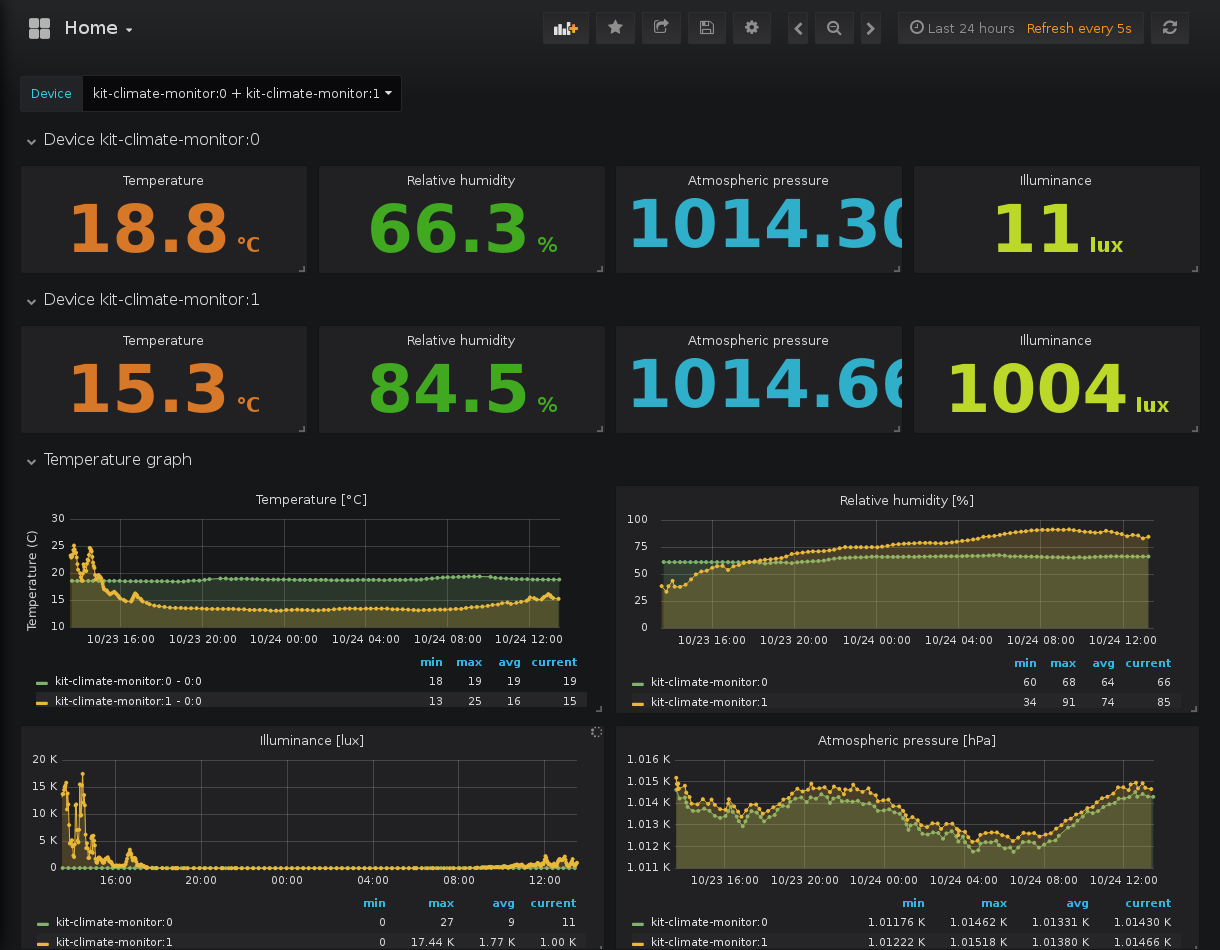 Home
Last 24 hours Refresh every 5s
Device kit-climate-monitor:0 + kit-climate-monitor:1
Device kit-climate-monitor:0
Temperature Relative humidity Atmospheric pressure Illuminance
18.8 °C 66.3 % 1014.30 11 lux
Device kit-climate-monitor:1
Temperature Relative humidity Atmospheric pressure Illuminance
15.3 °C 84.5 % 1014.66 1004 lux
Temperature graph
Temperature [°C]
Temperature (C)
30
25
20
15
10
10/23 16:00 10/23 20:00 10/24 00:00 10/24 04:00 10/24 08:00 10/24 12:00
min max avg current
kit-climate-monitor:0 - 0:0 18 19 19 19
kit-climate-monitor:1 - 0:0 13 25 16 15
Relative humidity [%]
100
75
50
25
0
10/23 16:00 10/23 20:00 10/24 00:00 10/24 04:00 10/24 08:00 10/24 12:00
min max avg current
kit-climate-monitor:0 60 68 64 66
kit-climate-monitor:1 34 91 74 85
Illuminance [lux]
20 K
15 K
10 K
5 K
0
16:00 20:00 00:00 04:00 08:00 12:00
min max avg current
kit-climate-monitor:0 0 27 9 11
kit-climate-monitor:1 0 17.44 K 1.77 K 1.00 K
Atmospheric pressure [hPa]
1.016 K
1.015 K
1.014 K
1.013 K
1.012 K
1.011 K
10/23 16:00 10/23 20:00 10/24 00:00 10/24 04:00 10/24 08:00 10/24 12:00
min max avg current
kit-climate-monitor:0 1.01176 K 1.01462 K 1.01331 K 1.01430 K
kit-climate-monitor:1 1.01222 K 1.01518 K 1.01380 K 1.01466 K